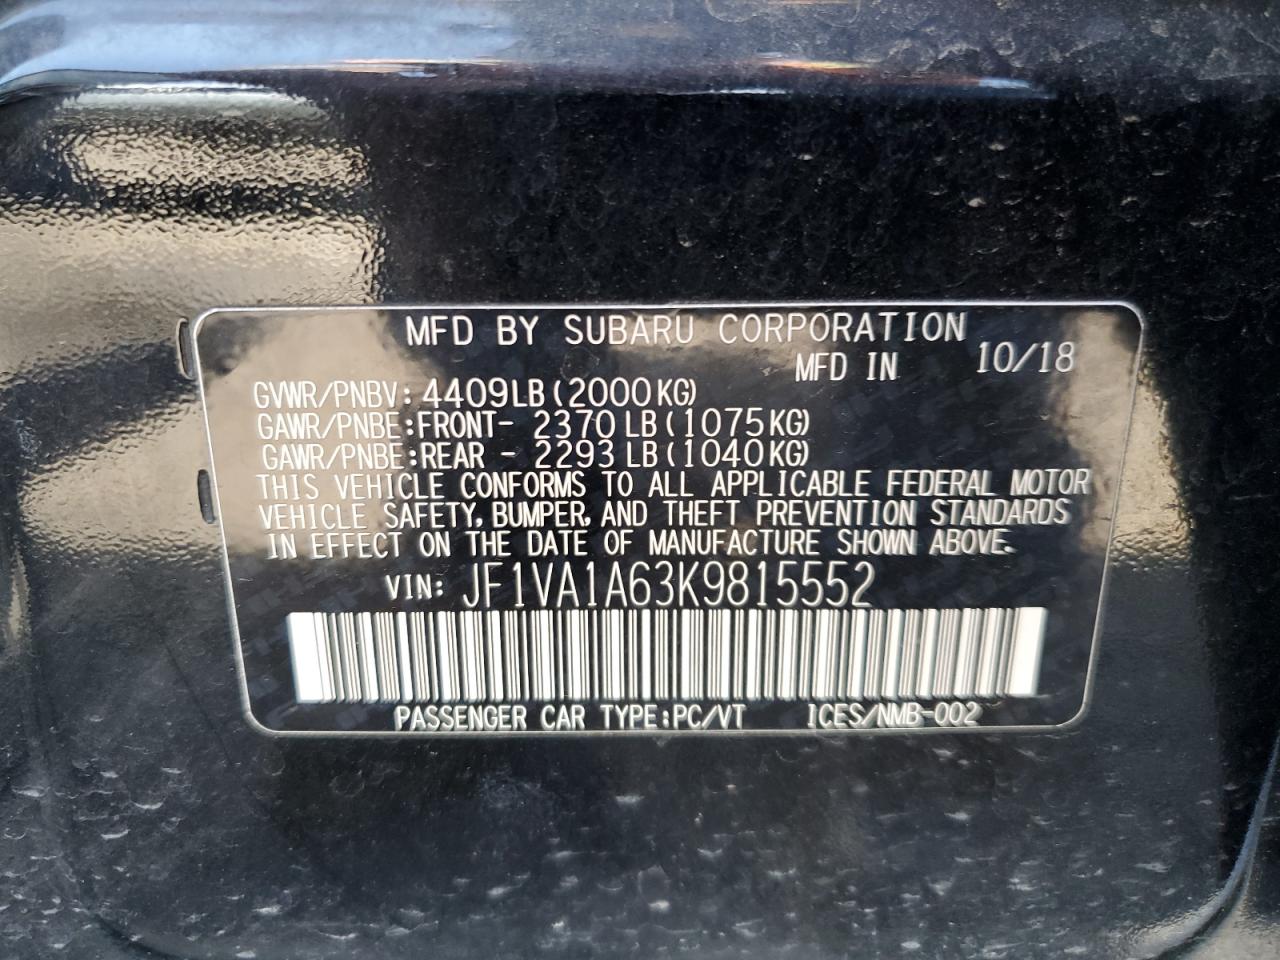 MFD BY SUBARU CORPORATION
MFD IN 10/18
GVWR/PNBV: 4409LB(2000KG)
GAWR/PNBE:FRONT- 2370LB(1075KG)
GAWR/PNBE:REAR - 2293LB(1040KG)
THIS VEHICLE CONFORMS TO ALL APPLICABLE FEDERAL MOTOR
VEHICLE SAFETY, BUMPER, AND THEFT PREVENTION STANDARDS
IN EFFECT ON THE DATE OF MANUFACTURE SHOWN ABOVE.
VIN: JF1VA1A63K9815552
PASSENGER CAR TYPE:PC/VT ICES/NMB-002